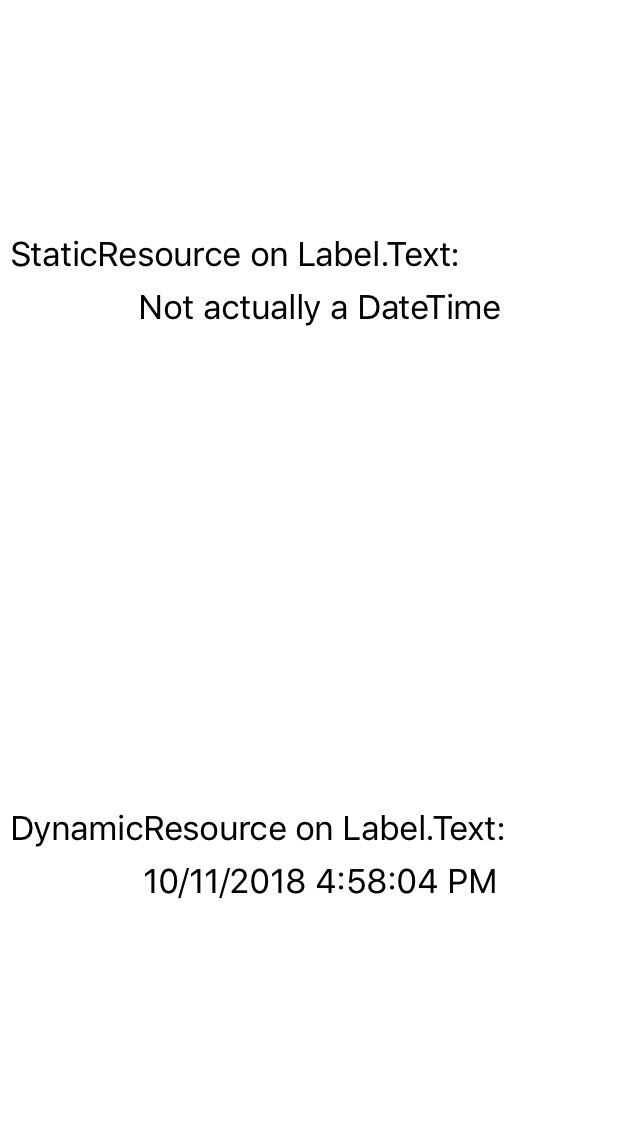 StaticResource on Label.Text:
Not actually a DateTime
DynamicResource on Label.Text:
10/11/2018 4:58:04 PM